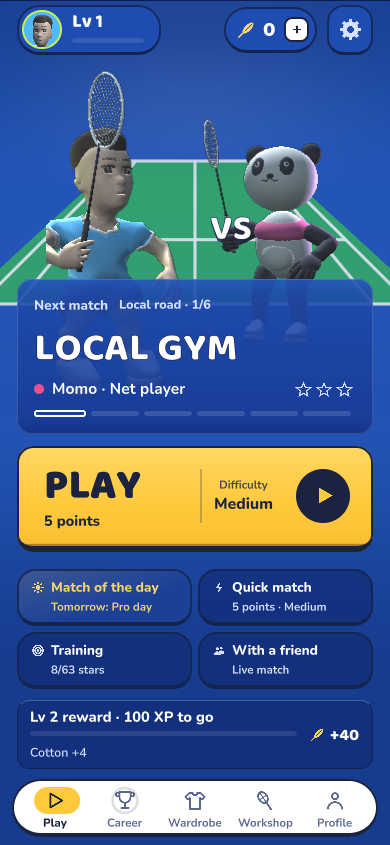 Lv 1
0
+
VS
Next match Local road · 1/6
LOCAL GYM
Momo · Net player
PLAY
5 points
Difficulty
Medium
Match of the day
Tomorrow: Pro day
Quick match
5 points · Medium
Training
8/63 stars
With a friend
Live match
Lv 2 reward · 100 XP to go
+40
Cotton +4
Play
Career
Wardrobe
Workshop
Profile